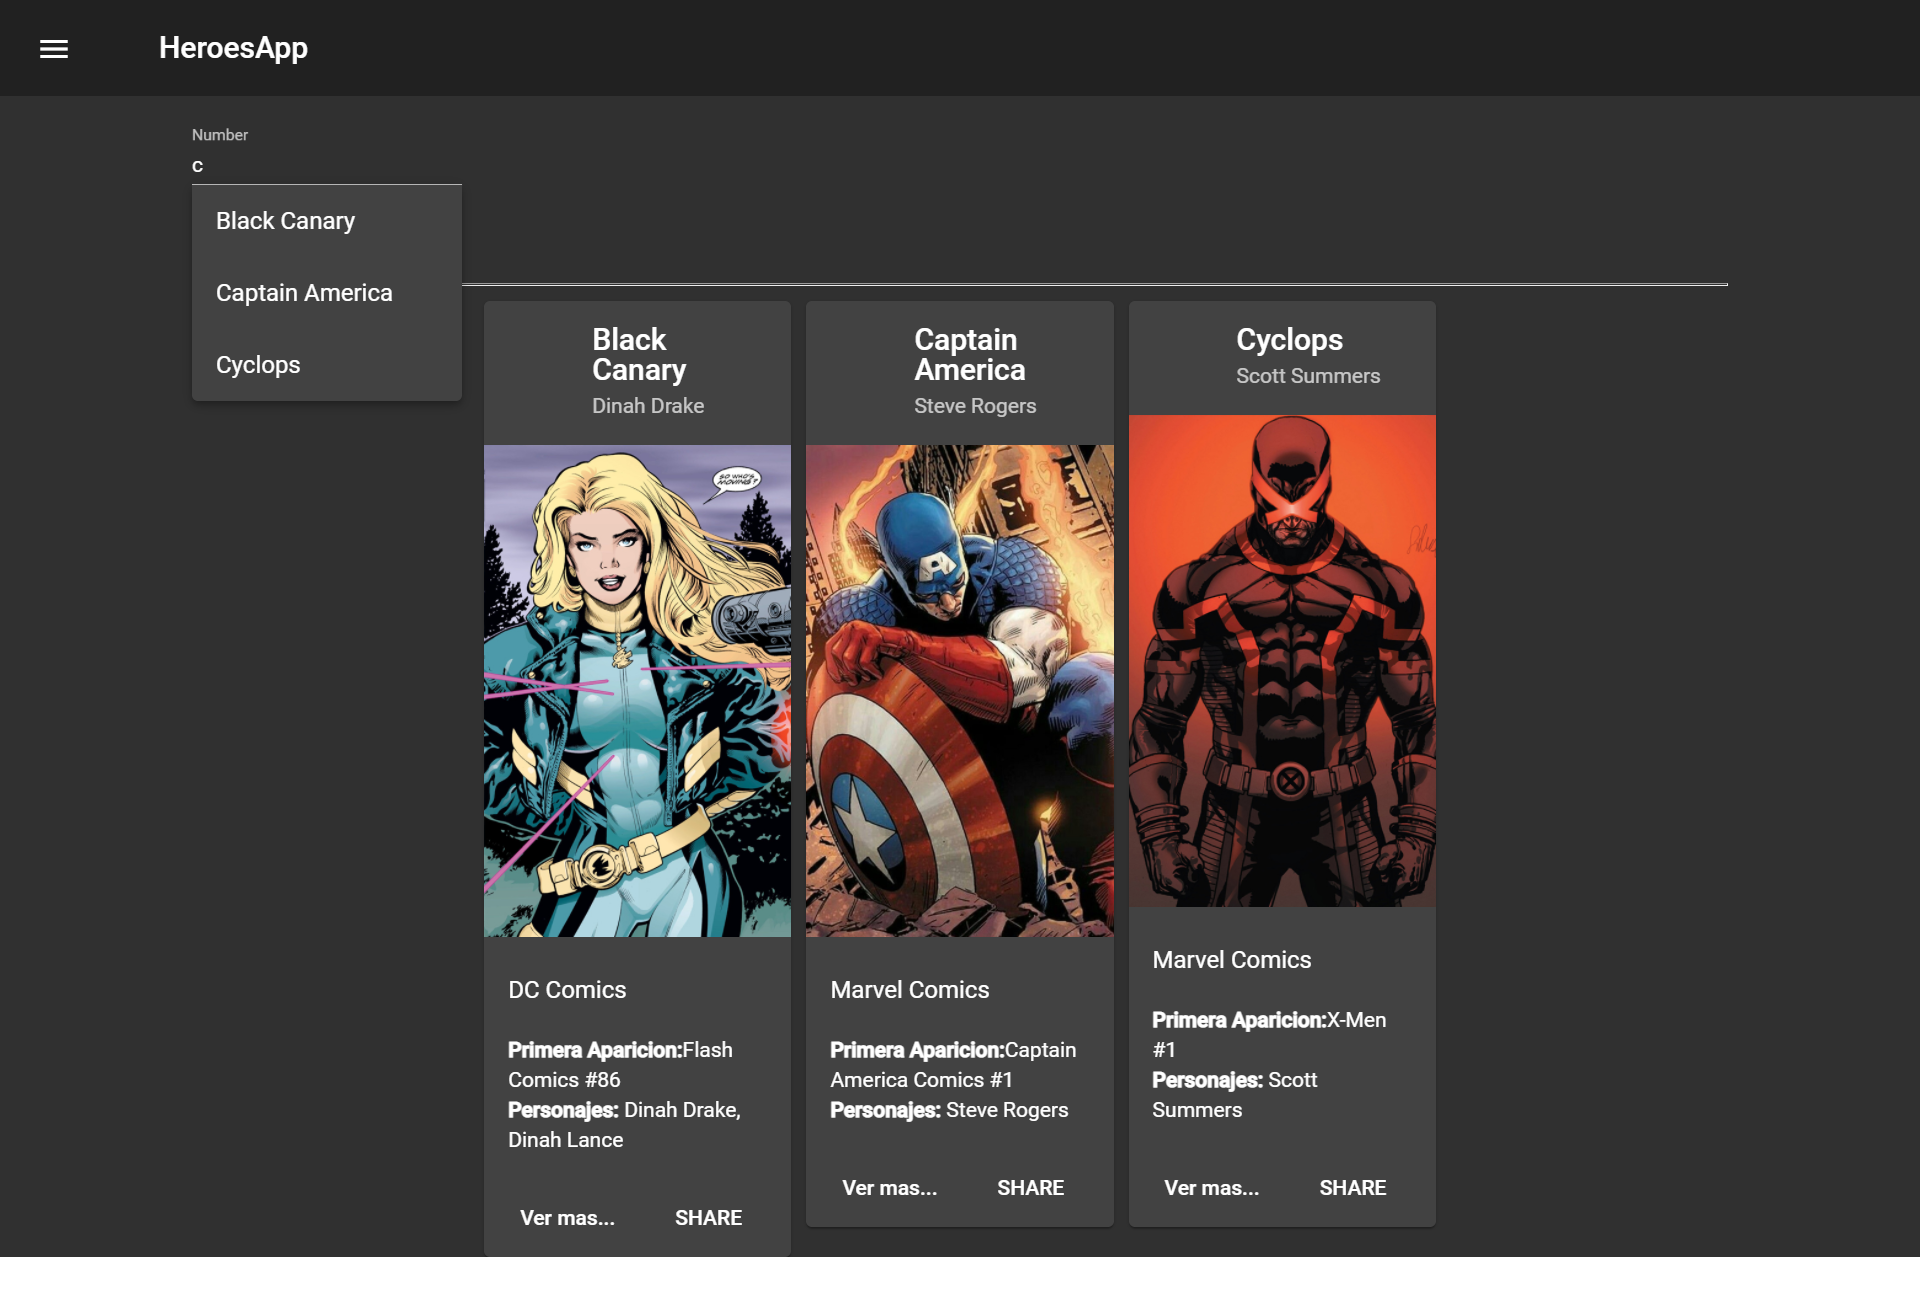 HeroesApp
Number
c
Black Canary
Captain America
Cyclops
Black
Canary
Dinah Drake
SO WHO'S
MOVING?
DC Comics
Primera Aparicion:Flash
Comics #86
Personajes: Dinah Drake,
Dinah Lance
Ver mas...
SHARE
Captain
America
Steve Rogers
A
Marvel Comics
Primera Aparicion:Captain
America Comics #1
Personajes: Steve Rogers
Ver mas...
SHARE
Cyclops
Scott Summers
Marvel Comics
Primera Aparicion:X-Men
#1
Personajes: Scott
Summers
Ver mas...
SHARE